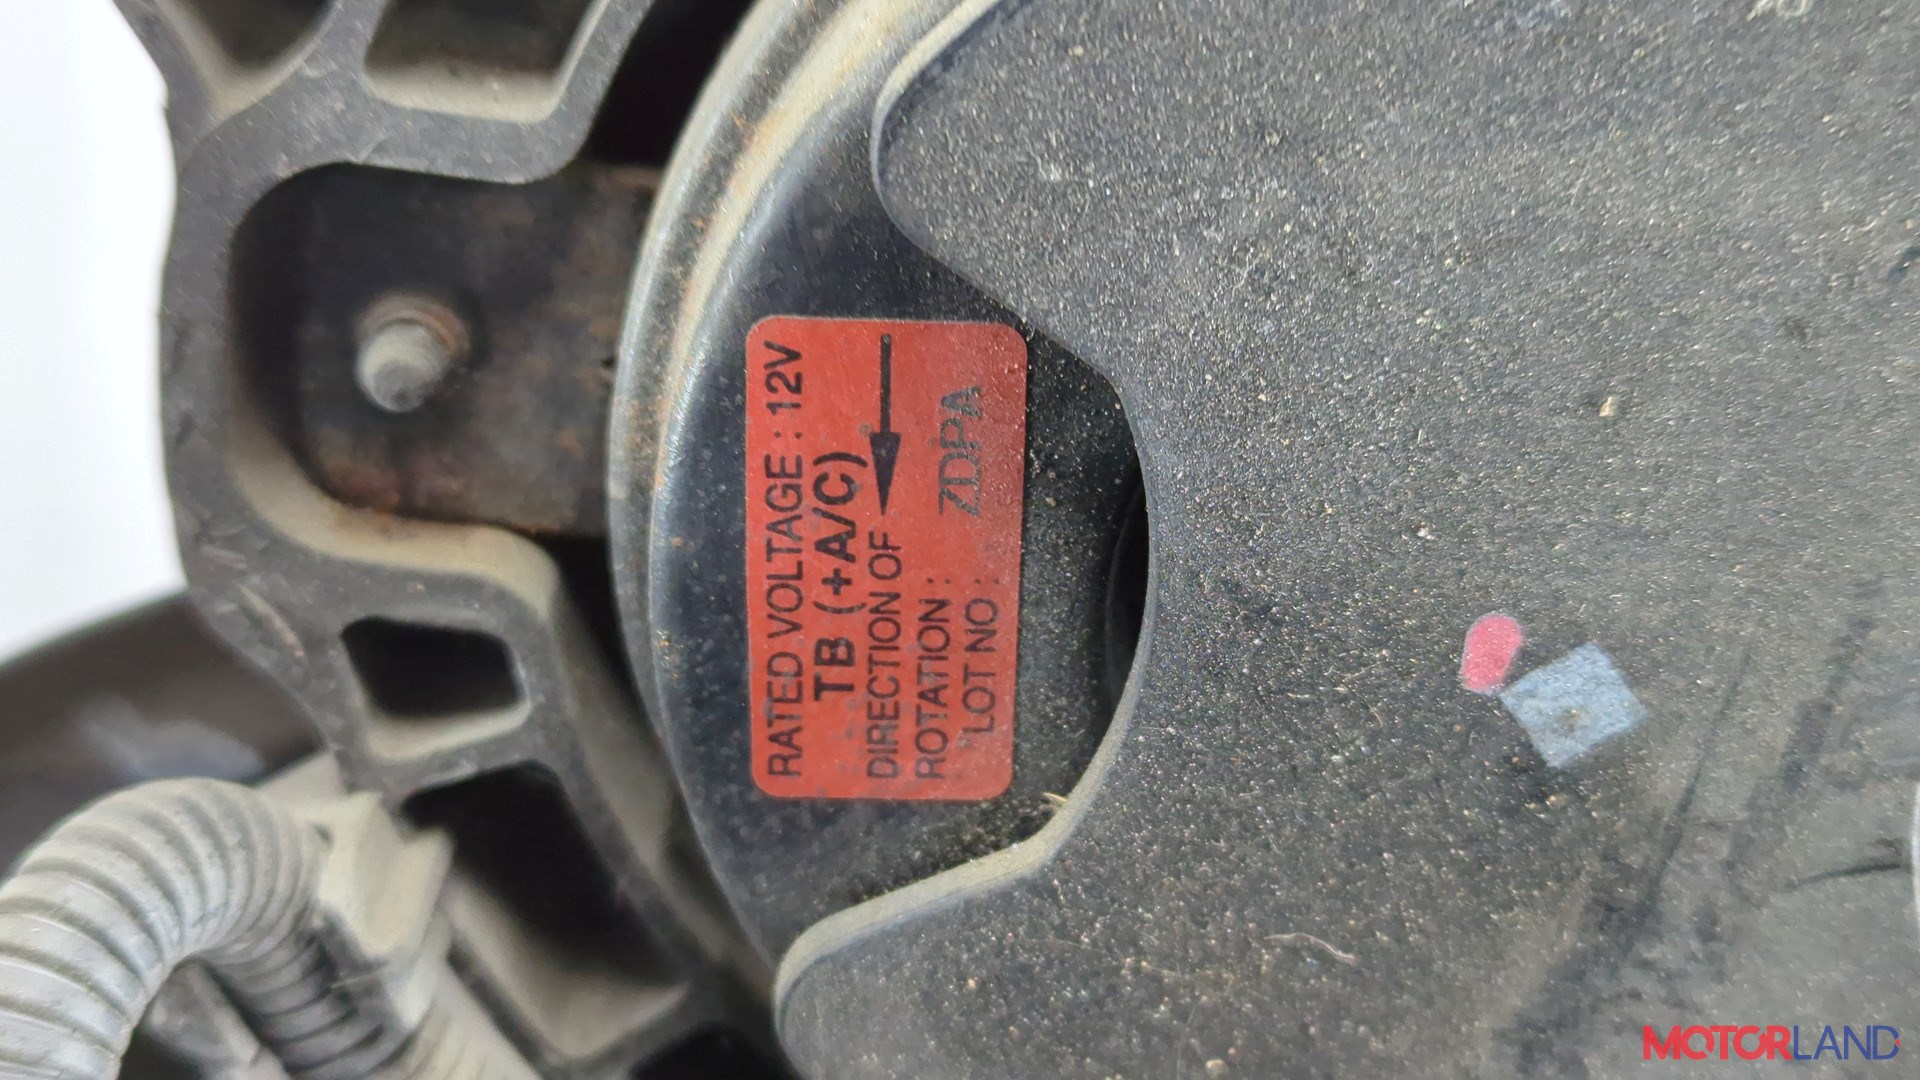 RATED VOLTAGE : 12V
TB (+A/C)
DIRECTION OF
ROTATION :
LOT NO : ZDPA
MOTORLAND